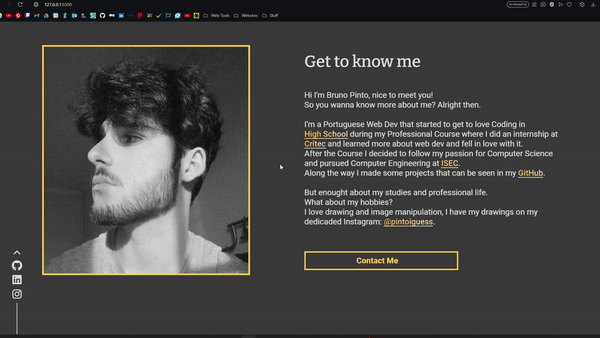 127.0.0.1:5500
Web Tools
Websites
Stuff
Get to know me
Hi I'm Bruno Pinto, nice to meet you!
So you wanna know more about me? Alright then.
I'm a Portuguese Web Dev that started to get to love Coding in
High School during my Professional Course where I did an internship at
Critec and learned more about web dev and fell in love with it.
After the Course I decided to follow my passion for Computer Science
and pursued Computer Engineering at ISEC.
Along the way I made some projects that can be seen in my GitHub.
But enought about my studies and professional life.
What about my hobbies?
I love drawing and image manipulation, I have my drawings on my
dedicaded Instagram: @pintoiguess.
Contact Me